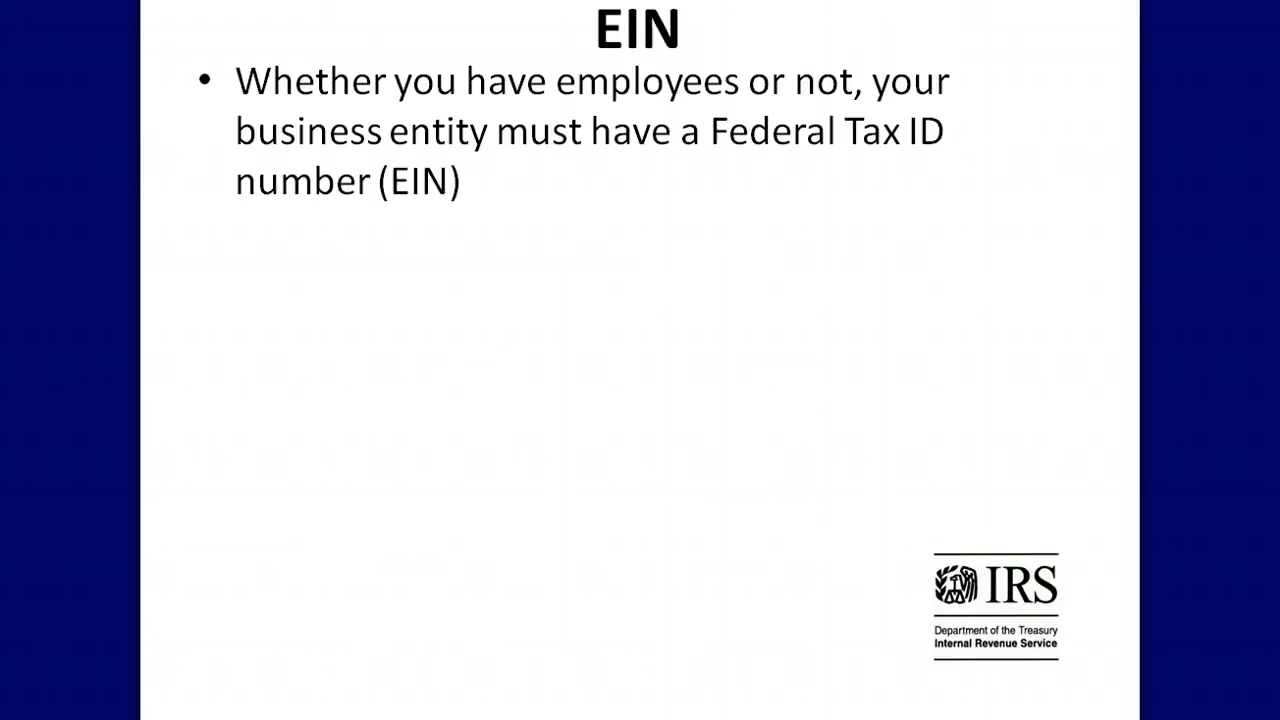 EIN
• Whether you have employees or not, your
business entity must have a Federal Tax ID
number (EIN)
IRS
Department of the Treasury
Internal Revenue Service